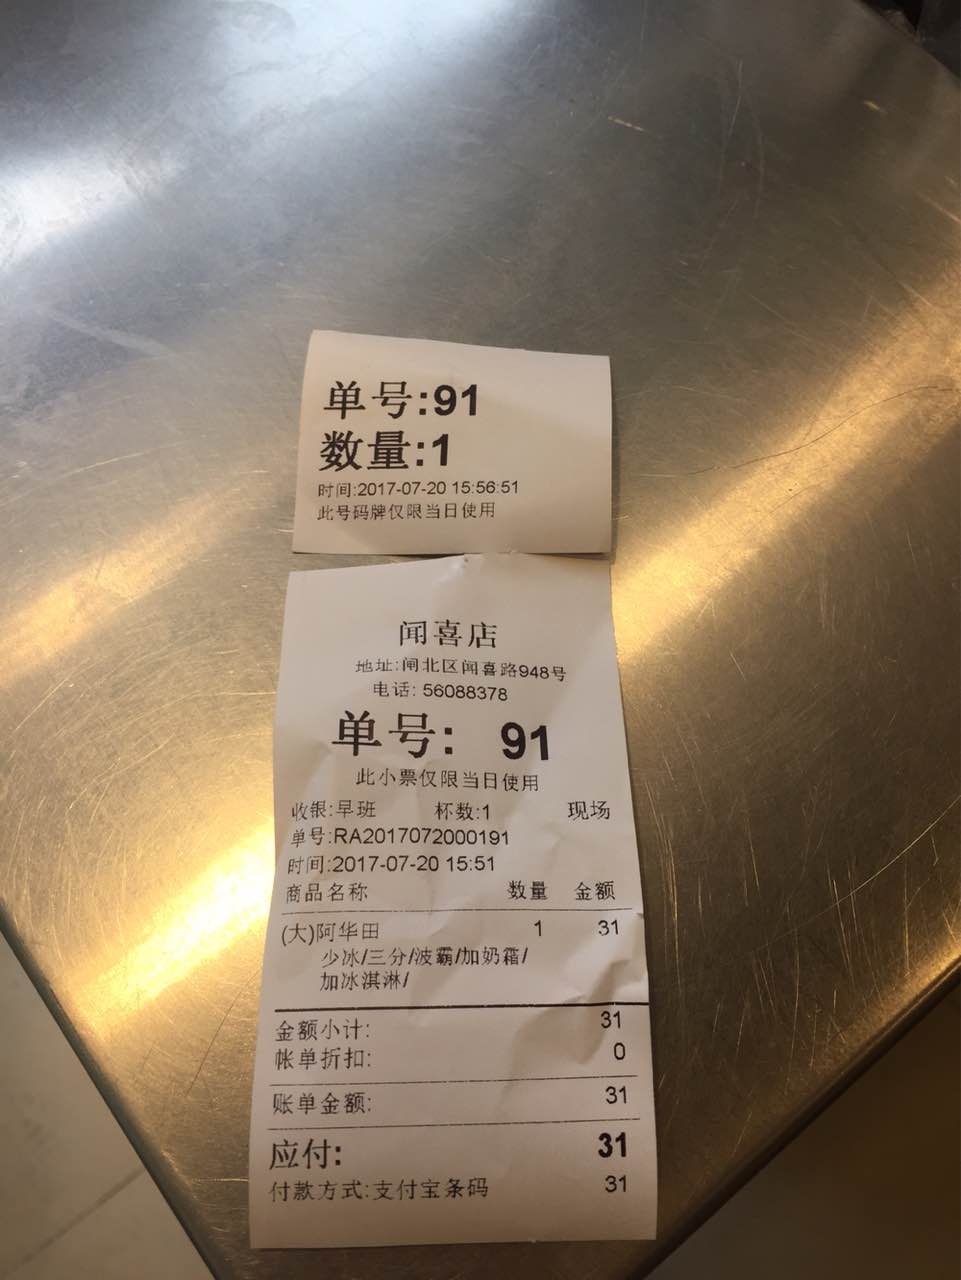 单号:91
数量:1
时间:2017-07-20 15:56:51
此号码牌仅限当日使用
闻喜店
地址:闸北区闻喜路948号
电话: 56088378
单号: 91
此小票仅限当日使用
收银:早班 杯数:1 现场
单号:RA2017072000191
时间:2017-07-20 15:51
商品名称 数量 金额
(大)阿华田 1 31
少冰/三分/波霸/加奶霜/
加冰淇淋/
金额小计: 31
帐单折扣: 0
账单金额: 31
应付: 31
付款方式:支付宝条码 31